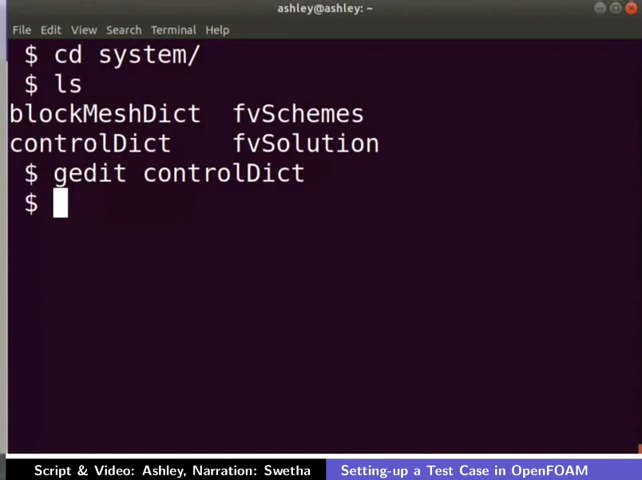 ashley@ashley: ~
File Edit View Search Terminal Help
$ cd system/
$ ls
blockMeshDict fvSchemes
controlDict fvSolution
$ gedit controlDict
$
Script & Video: Ashley, Narration: Swetha
Setting-up a Test Case in OpenFOAM